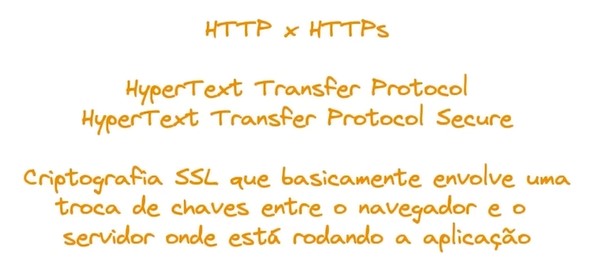 HTTP x HTTPs
HyperText Transfer Protocol
HyperText Transfer Protocol Secure
Criptografia SSL que basicamente envolve uma
troca de chaves entre o navegador e o
servidor onde está rodando a aplicação